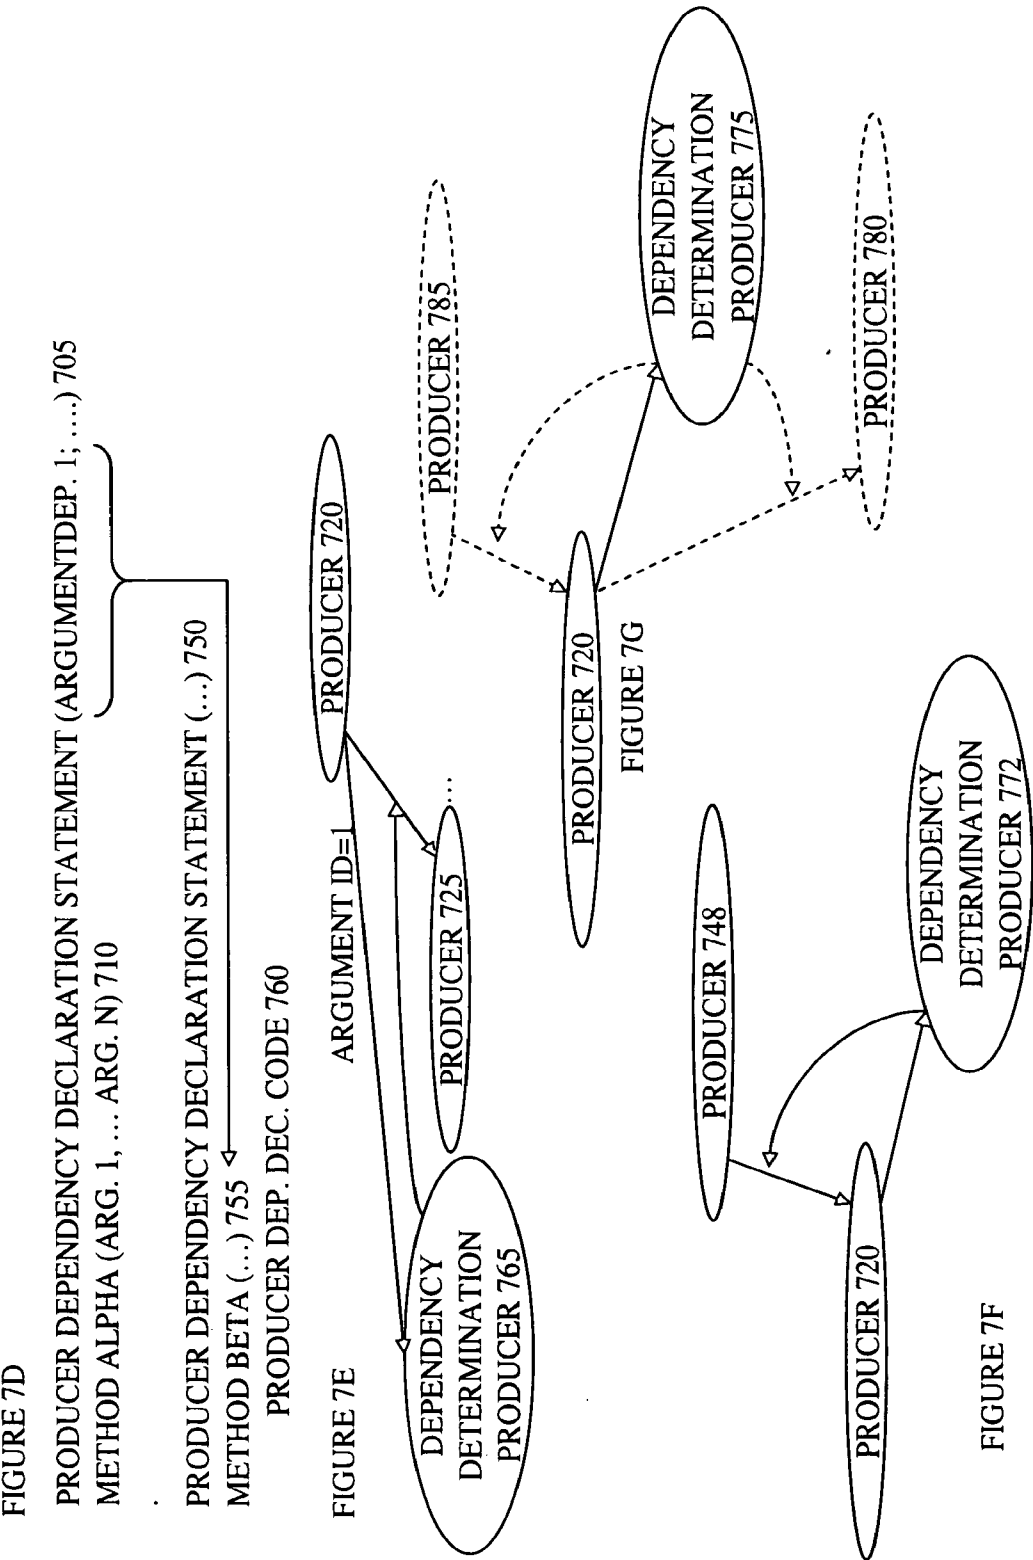 FIGURE 7D
PRODUCER DEPENDENCY DECLARATION STATEMENT (ARGUMENTDEP. 1; ….) 705
METHOD ALPHA (ARG. 1, … ARG. N) 710
PRODUCER DEPENDENCY DECLARATION STATEMENT (…) 750
METHOD BETA (…) 755
PRODUCER DEP. DEC. CODE 760
FIGURE 7E
ARGUMENT ID=1
PRODUCER 720
DEPENDENCY
DETERMINATION
PRODUCER 765
PRODUCER 725
....
PRODUCER 785
PRODUCER 720
DEPENDENCY
DETERMINATION
PRODUCER 775
PRODUCER 780
FIGURE 7G
PRODUCER 748
PRODUCER 720
DEPENDENCY
DETERMINATION
PRODUCER 772
FIGURE 7F